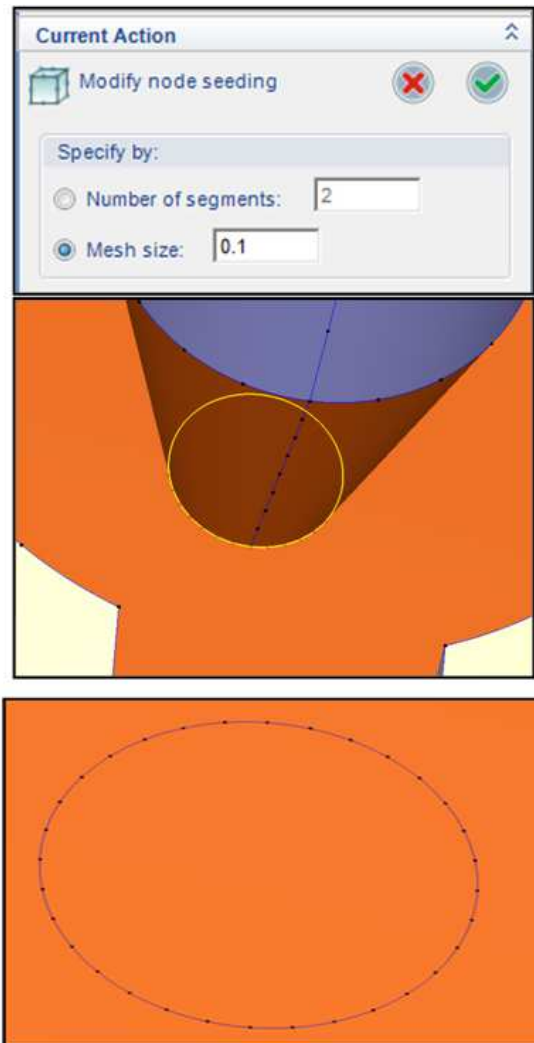 Current Action
Modify node seeding
Specify by:
Number of segments: 2
Mesh size: 0.1